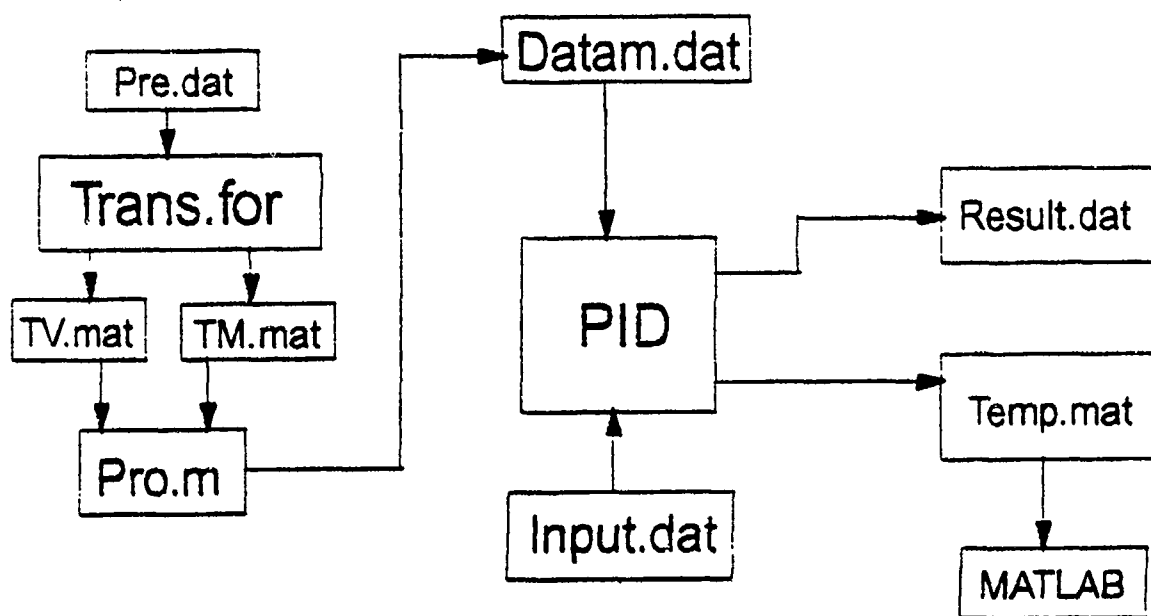 Pre.dat
Trans.for
TV.mat
TM.mat
Pro.m
Datam.dat
PID
Input.dat
Result.dat
Temp.mat
MATLAB